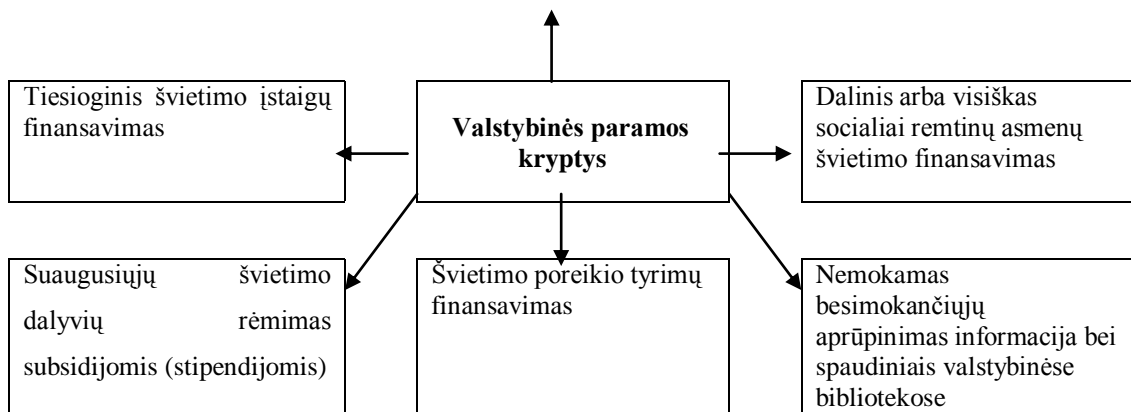 Tiesioginis švietimo įstaigų
finansavimas
Valstybinės paramos
kryptys
Dalinis arba visiškas
socialiai remtinų asmenų
švietimo finansavimas
Suaugusiųjų švietimo
dalyvių rėmimas
subsidijomis (stipendijomis)
Švietimo poreikio tyrimų
finansavimas
Nemokamas
besimokančiųjų
aprūpinimas informacija bei
spaudiniais valstybinėse
bibliotekose